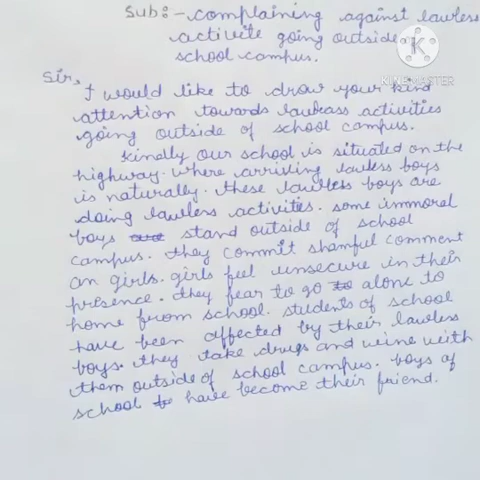 Sub:- complaining against lawless
activite going outside
school campus.
K
KINEMASTER
Sir,
I would like to draw your kind
attention towards lawless activities
going outside of school campus.
kindly our school is situated on the
highway. where arriving lawless boys
is naturally. these lawless boys are
doing lawless activities. some immoral
boys stand outside of school
campus. they commit shamful comment
on girls. girls feel unsecure in their
presence. they fear to go alone to
home from school. students of school
have been affected by their lawless
boys. they take drugs and wine with
them outside of school campus. boys of
school have become their friend.